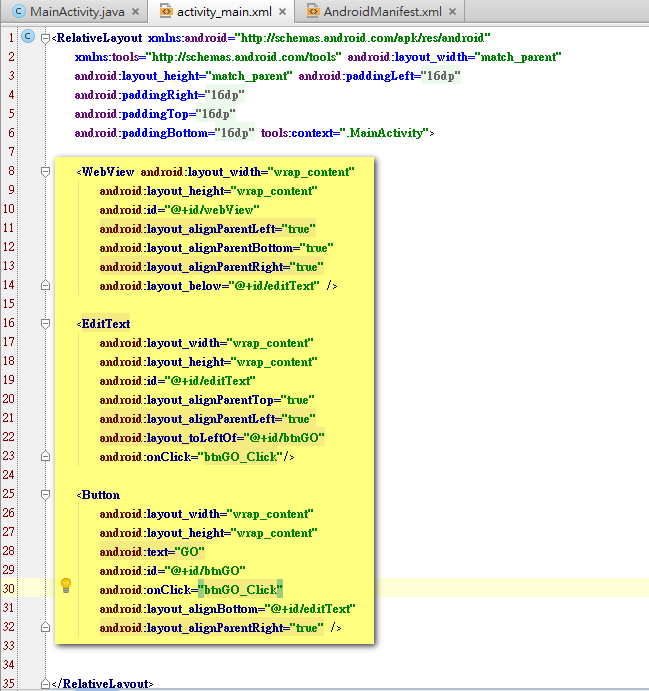 MainActivity.java × activity_main.xml × AndroidManifest.xml ×
1 C <RelativeLayout xmlns:android="http://schemas.android.com/apk/res/android"
2 xmlns:tools="http://schemas.android.com/tools" android:layout_width="match_parent"
3 android:layout_height="match_parent" android:paddingLeft="16dp"
4 android:paddingRight="16dp"
5 android:paddingTop="16dp"
6 android:paddingBottom="16dp" tools:context=".MainActivity">
7
8 <WebView android:layout_width="wrap_content"
9 android:layout_height="wrap_content"
10 android:id="@+id/webView"
11 android:layout_alignParentLeft="true"
12 android:layout_alignParentBottom="true"
13 android:layout_alignParentRight="true"
14 android:layout_below="@+id/editText" />
15
16 <EditText
17 android:layout_width="wrap_content"
18 android:layout_height="wrap_content"
19 android:id="@+id/editText"
20 android:layout_alignParentTop="true"
21 android:layout_alignParentLeft="true"
22 android:layout_toLeftOf="@+id/btnGO"
23 android:onClick="btnGO_Click"/>
24
25 <Button
26 android:layout_width="wrap_content"
27 android:layout_height="wrap_content"
28 android:text="GO"
29 android:id="@+id/btnGO"
30 android:onClick="btnGO_Click"
31 android:layout_alignBottom="@+id/editText"
32 android:layout_alignParentRight="true" />
33
34
35 </RelativeLayout>